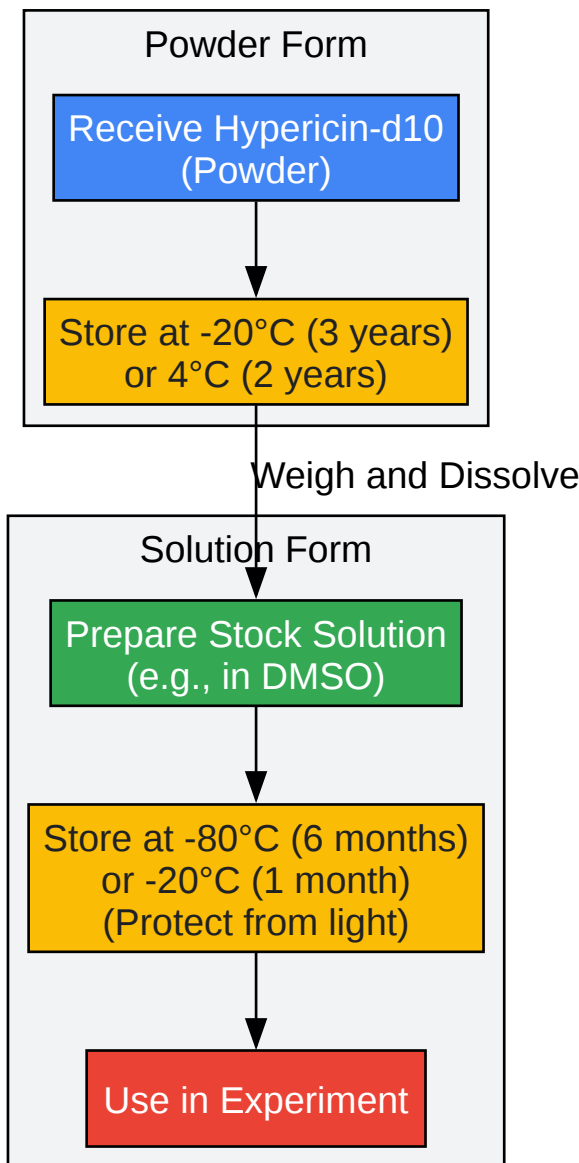 Powder Form
Receive Hypericin-d10
(Powder)
Store at -20°C (3 years)
or 4°C (2 years)
Weigh and Dissolve
Solution Form
Prepare Stock Solution
(e.g., in DMSO)
Store at -80°C (6 months)
or -20°C (1 month)
(Protect from light)
Use in Experiment